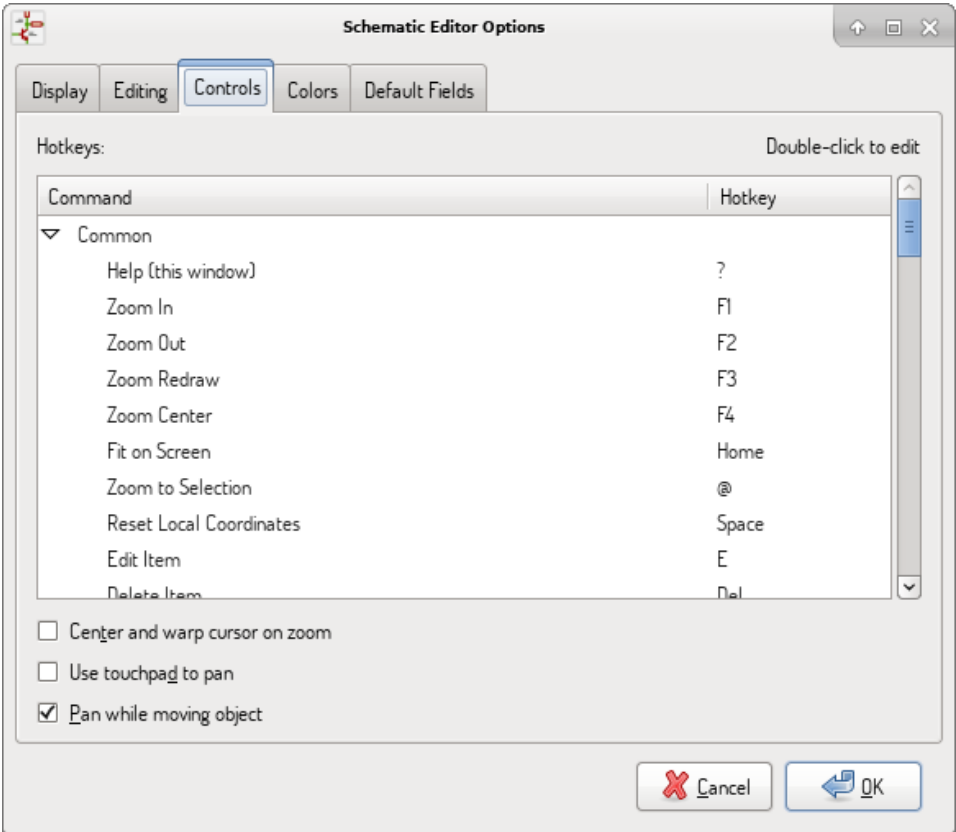 Schematic Editor Options
Display Editing Controls Colors Default Fields
Hotkeys: Double-click to edit
Command Hotkey
Common
Help (this window) ?
Zoom In F1
Zoom Out F2
Zoom Redraw F3
Zoom Center F4
Fit on Screen Home
Zoom to Selection @
Reset Local Coordinates Space
Edit Item E
Delete Item Del
Center and warp cursor on zoom
Use touchpad to pan
Pan while moving object
Cancel OK